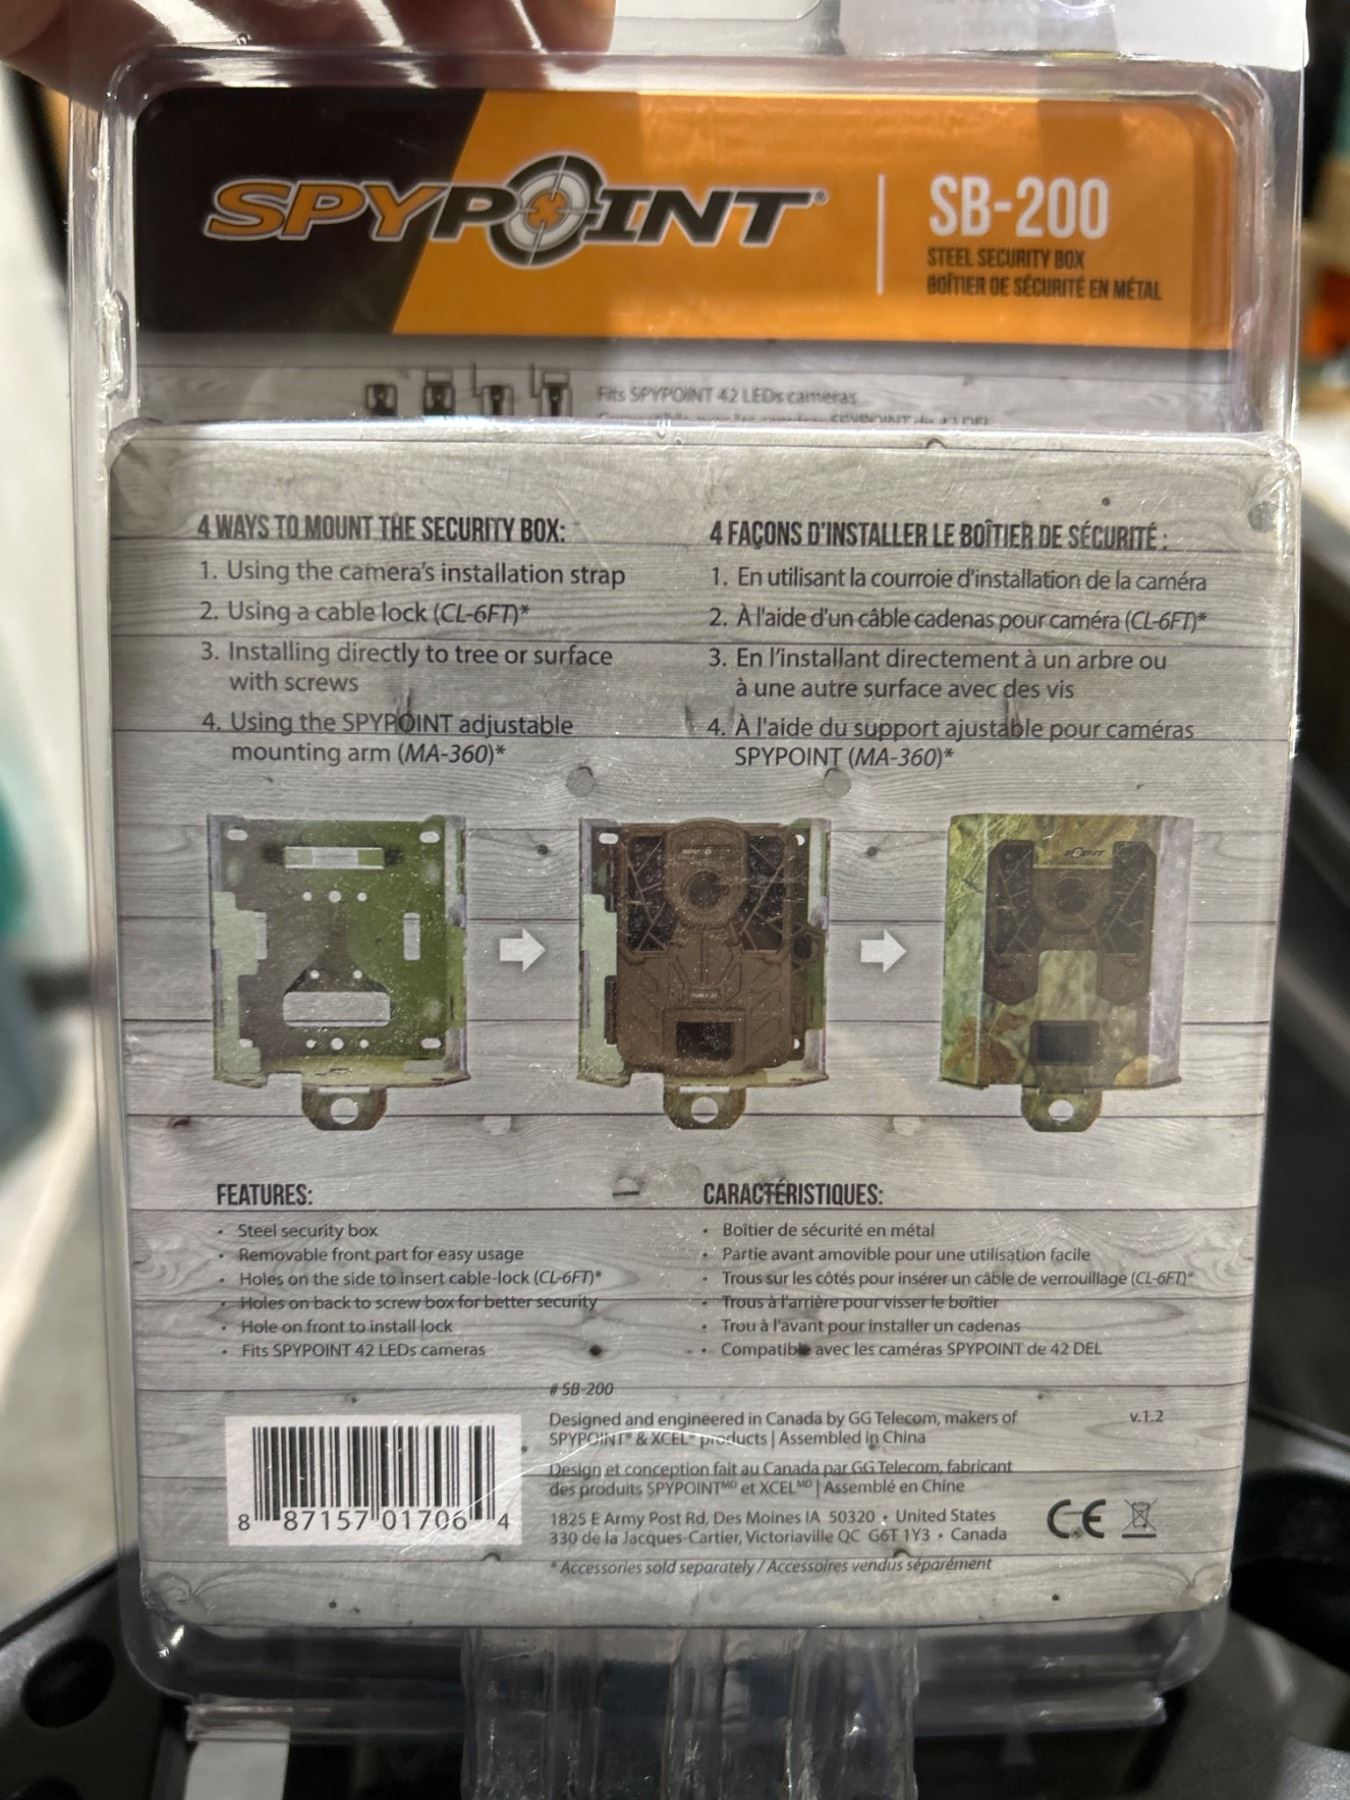 SPYPOINT®
SB-200
STEEL SECURITY BOX
BOÎTIER DE SÉCURITÉ EN MÉTAL
Fits SPYPOINT 42 LEDs cameras
4 WAYS TO MOUNT THE SECURITY BOX:
1. Using the camera's installation strap
2. Using a cable lock (CL-6FT)*
3. Installing directly to tree or surface
with screws
4. Using the SPYPOINT adjustable
mounting arm (MA-360)*
4 FAÇONS D'INSTALLER LE BOÎTIER DE SÉCURITÉ :
1. En utilisant la courroie d'installation de la caméra
2. À l'aide d'un câble cadenas pour caméra (CL-6FT)*
3. En l'installant directement à un arbre ou
à une autre surface avec des vis
4. À l'aide du support ajustable pour caméras
SPYPOINT (MA-360)*
FEATURES:
• Steel security box
• Removable front part for easy usage
• Holes on the side to insert cable-lock (CL-6FT)*
• Holes on back to screw box for better security
• Hole on front to install lock
• Fits SPYPOINT 42 LEDs cameras
CARACTÉRISTIQUES:
• Boîtier de sécurité en métal
• Partie avant amovible pour une utilisation facile
• Trous sur les côtés pour insérer un câble de verrouillage (CL-6FT)*
• Trous à l'arrière pour visser le boîtier
• Trou à l'avant pour installer un cadenas
• Compatible avec les caméras SPYPOINT de 42 DEL
# SB-200
Designed and engineered in Canada by GG Telecom, makers of
SPYPOINT® & XCEL® products | Assembled in China
v.1.2
Design et conception fait au Canada par GG Telecom, fabricant
des produits SPYPOINT MD et XCEL MD | Assemblé en Chine
1825 E Army Post Rd, Des Moines IA 50320 • United States
330 de la Jacques-Cartier, Victoriaville QC G6T 1Y3 • Canada
CE
* Accessories sold separately / Accessoires vendus séparément
8 87157 01706 4